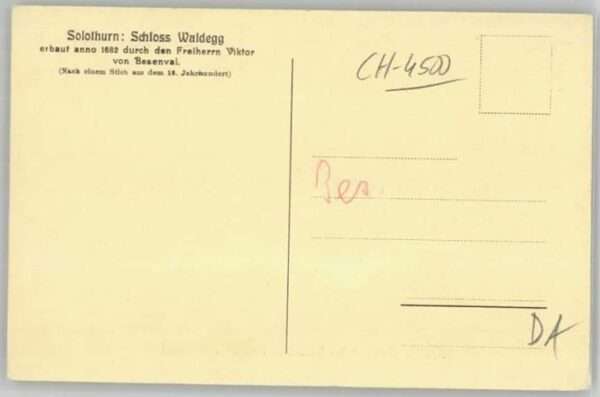 Solothurn: Schloss Waldegg
erbaut anno 1682 durch den Freiherrn Viktor
von Besenval.
(Nach einem Stich aus dem 18. Jahrhundert)
CH-4500
Bes.
DA